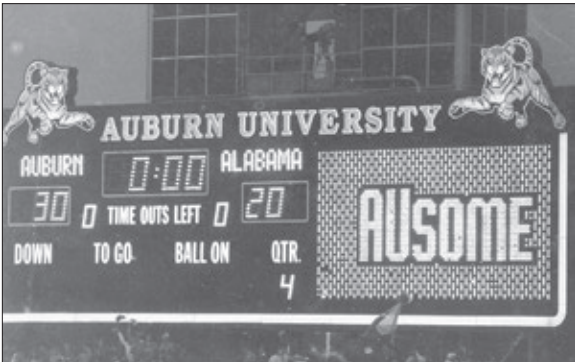 AUBURN UNIVERSITY
AUBURN 0:00 ALABAMA
30 0 TIME OUTS LEFT 0 20
DOWN TO GO BALL ON QTR.
4
AUSOME